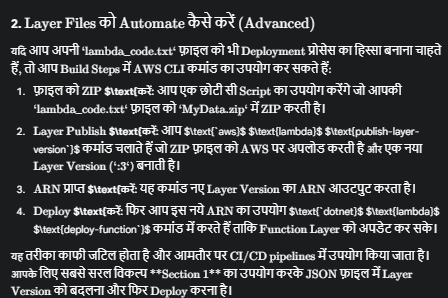 2. Layer Files को Automate कैसे करें (Advanced)
यदि आप अपनी ‘lambda_code.txt‘ फ़ाइल को भी Deployment प्रोसेस का हिस्सा बनाना चाहते
हैं, तो आप Build Steps में AWS CLI कमांड का उपयोग कर सकते हैं:
1. फ़ाइल को ZIP $\text{करें: आप एक छोटी सी Script का उपयोग करेंगे जो आपकी
‘lambda_code.txt‘ फ़ाइल को ‘MyData.zip‘ में ZIP करती है।
2. Layer Publish $\text{करें: आप $\text{`aws}$ $\text{lambda}$ $\text{publish-layer-
version`}$ कमांड चलाते हैं जो ZIP फ़ाइल को AWS पर अपलोड करती है और एक नया
Layer Version (‘:3‘) बनाती है।
3. ARN प्राप्त $\text{करें: यह कमांड नए Layer Version का ARN आउटपुट करता है।
4. Deploy $\text{करें: फिर आप इस नये ARN का उपयोग $\text{`dotnet}$ $\text{lambda}$
$\text{deploy-function`}$ कमांड में करते हैं ताकि Function Layer को अपडेट कर सके।
यह तरीका काफी जटिल होता है और आमतौर पर CI/CD pipelines में उपयोग किया जाता है।
आपके लिए सबसे सरल विकल्प **Section 1** का उपयोग करके JSON फ़ाइल में Layer
Version को बदलना और फिर Deploy करना है।